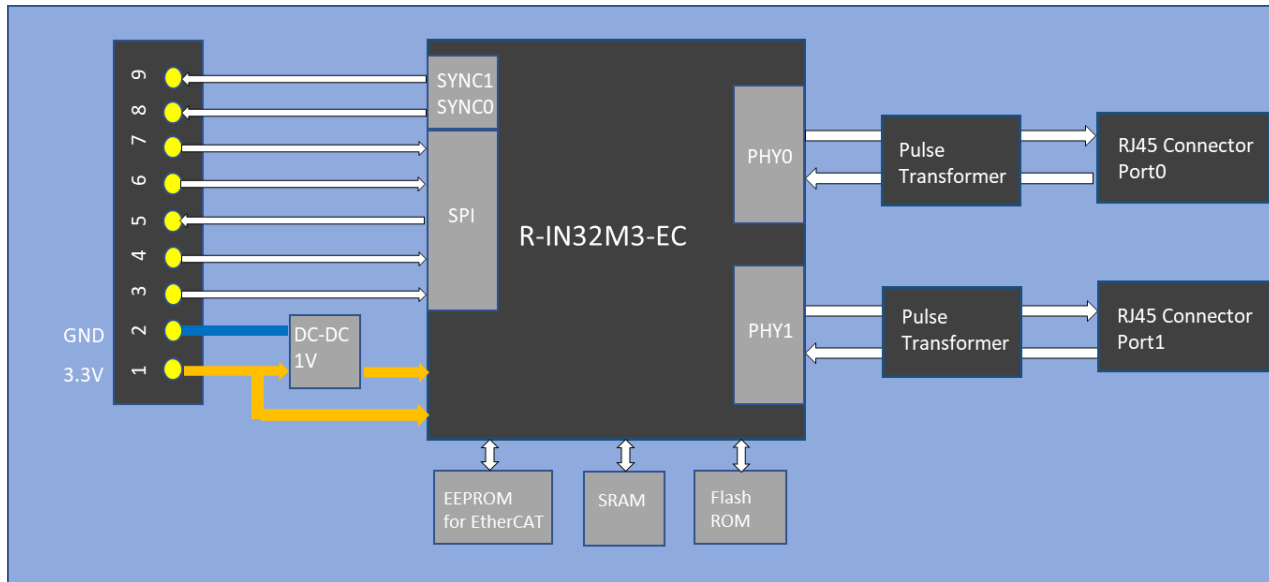 9
8
7
6
5
4
3
2
1
GND
3.3V
SYNC1
SYNC0
SPI
DC-DC
1V
R-IN32M3-EC
PHY0
PHY1
Pulse
Transformer
RJ45 Connector
Port0
Pulse
Transformer
RJ45 Connector
Port1
EEPROM
for EtherCAT
SRAM
Flash
ROM